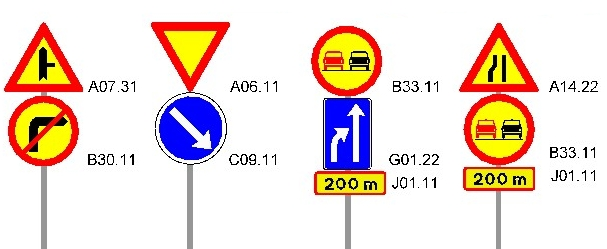 A07.31
B30.11
A06.11
C09.11
B33.11
G01.22
200 m
J01.11
A14.22
B33.11
200 m
J01.11